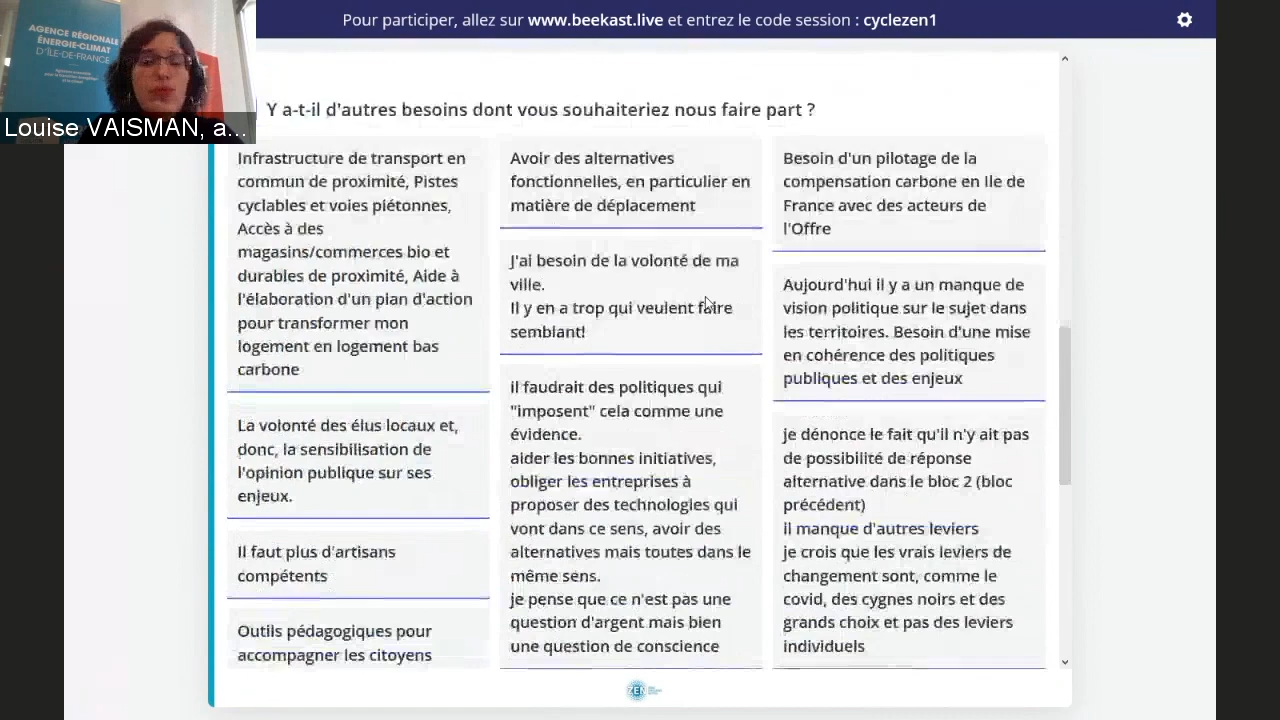 Pour participer, allez sur www.beekast.live et entrez le code session : cyclezen1
AGENCE RÉGIONALE
ÉNERGIE-CLIMAT
D'ÎLE-DE-FRANCE
Louise VAISMAN, a...
Y a-t-il d'autres besoins dont vous souhaiteriez nous faire part ?
Infrastructure de transport en
commun de proximité, Pistes
cyclables et voies piétonnes,
Accès à des
magasins/commerces bio et
durables de proximité, Aide à
l'élaboration d'un plan d'action
pour transformer mon
logement en logement bas
carbone
La volonté des élus locaux et,
donc, la sensibilisation de
l'opinion publique sur ses
enjeux.
Il faut plus d'artisans
compétents
Outils pédagogiques pour
accompagner les citoyens
Avoir des alternatives
fonctionnelles, en particulier en
matière de déplacement
J'ai besoin de la volonté de ma
ville.
Il y en a trop qui veulent faire
semblant!
il faudrait des politiques qui
"imposent" cela comme une
évidence.
aider les bonnes initiatives,
obliger les entreprises à
proposer des technologies qui
vont dans ce sens, avoir des
alternatives mais toutes dans le
même sens.
je pense que ce n'est pas une
question d'argent mais bien
une question de conscience
Besoin d'un pilotage de la
compensation carbone en Ile de
France avec des acteurs de
l'Offre
Aujourd'hui il y a un manque de
vision politique sur le sujet dans
les territoires. Besoin d'une mise
en cohérence des politiques
publiques et des enjeux
je dénonce le fait qu'il n'y ait pas
de possibilité de réponse
alternative dans le bloc 2 (bloc
précédent)
il manque d'autres leviers
je crois que les vrais leviers de
changement sont, comme le
covid, des cygnes noirs et des
grands choix et pas des leviers
individuels
ZEN